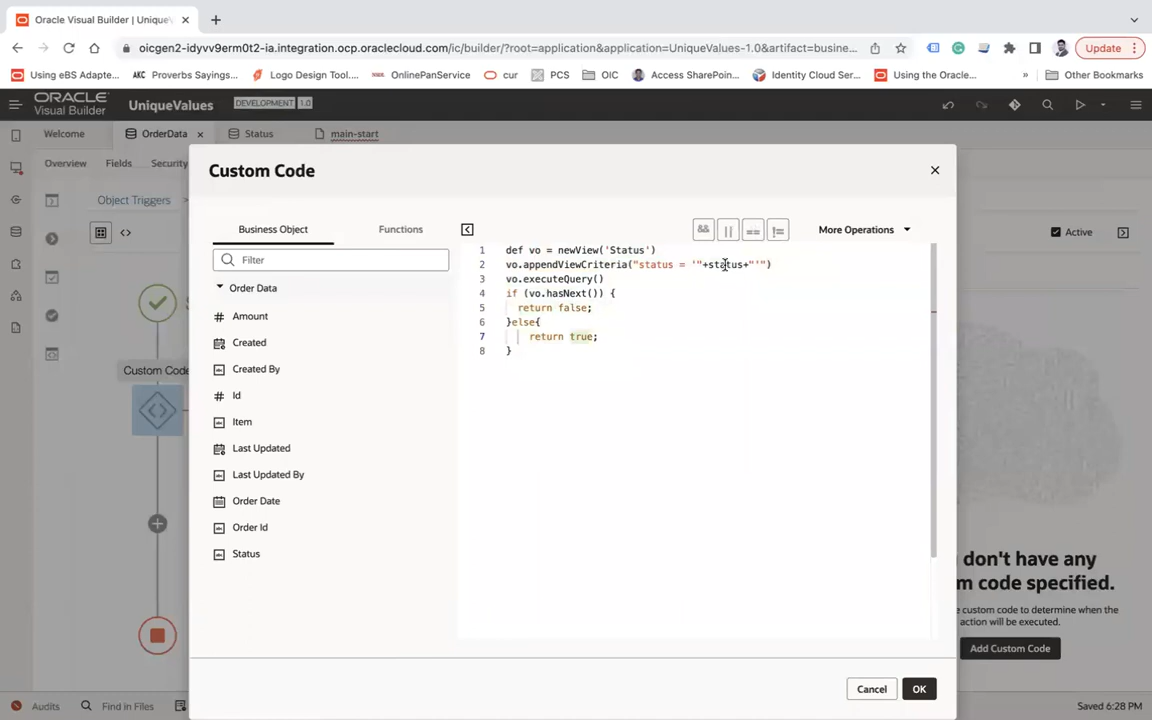 Oracle Visual Builder | UniqueV
oicgen2-idyvv9erm0t2-ia.integration.ocp.oraclecloud.com/ic/builder/?root=application&application=UniqueValues-1.0&artifact=busine...
Update
Using eBS Adapte...
Proverbs Sayings...
Logo Design Tool....
OnlinePanService
cur
PCS
OIC
Access SharePoin...
Identity Cloud Ser...
Using the Oracle...
»
Other Bookmarks
ORACLE
Visual Builder
UniqueValues
DEVELOPMENT 1.0
Welcome
OrderData
Status
main-start
Overview
Fields
Security
Object Triggers
Active
Custom Code
Custom Code
Business Object
Functions
&&
||
==
!=
More Operations
Filter
Order Data
Amount
Created
Created By
Id
Item
Last Updated
Last Updated By
Order Date
Order Id
Status
1 def vo = newView('Status')
2 vo.appendViewCriteria("status = '"+status+"'")
3 vo.executeQuery()
4 if (vo.hasNext()) {
5 return false;
6 }else{
7 return true;
8 }
don't have any
m code specified.
custom code to determine when the
action will be executed.
Add Custom Code
Cancel
OK
Audits
Find in Files
Saved 6:28 PM